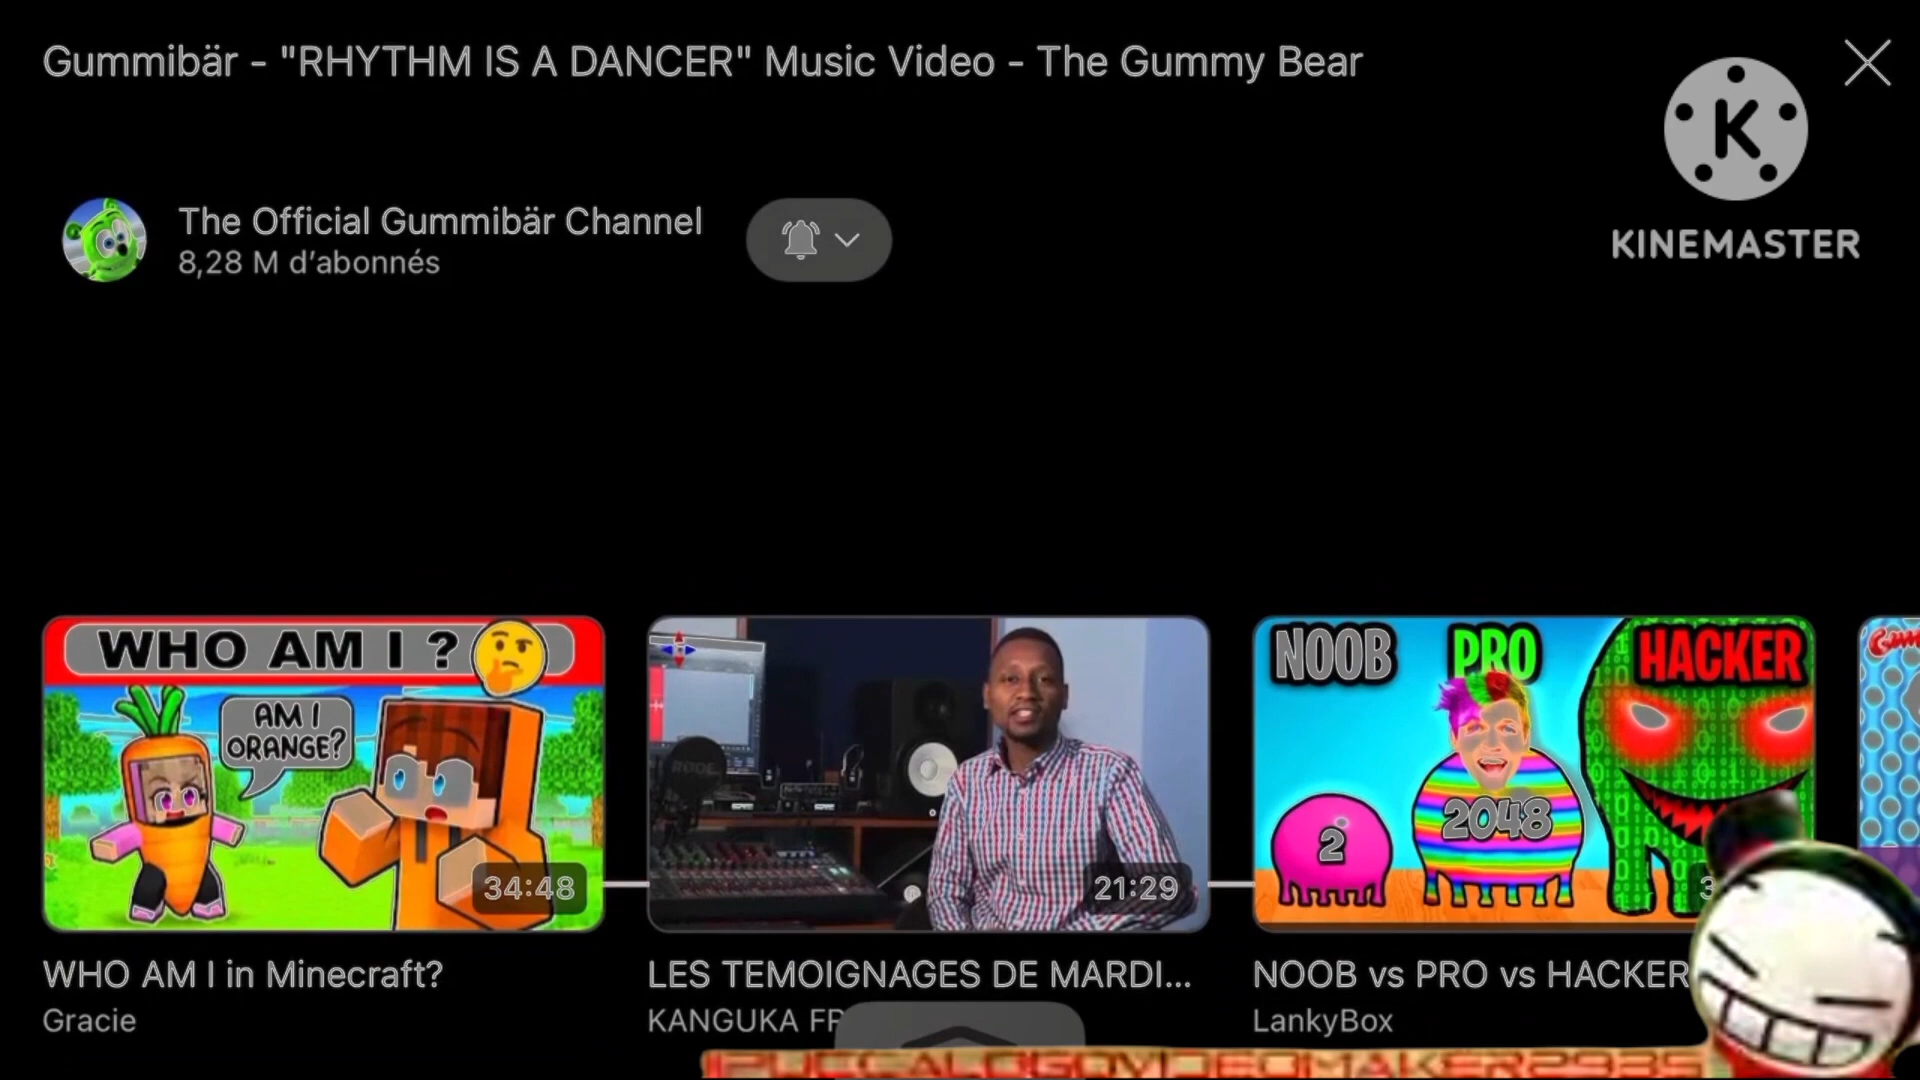 Gummibär - "RHYTHM IS A DANCER" Music Video - The Gummy Bear
K
KINEMASTER
The Official Gummibär Channel
8,28 M d'abonnés
WHO AM I ?
AM I
ORANGE?
34:48
RODE
21:29
NOOB
PRO
HACKER
2
2048
3
WHO AM I in Minecraft?
Gracie
LES TEMOIGNAGES DE MARDI...
KANGUKA FR
NOOB vs PRO vs HACKER
LankyBox